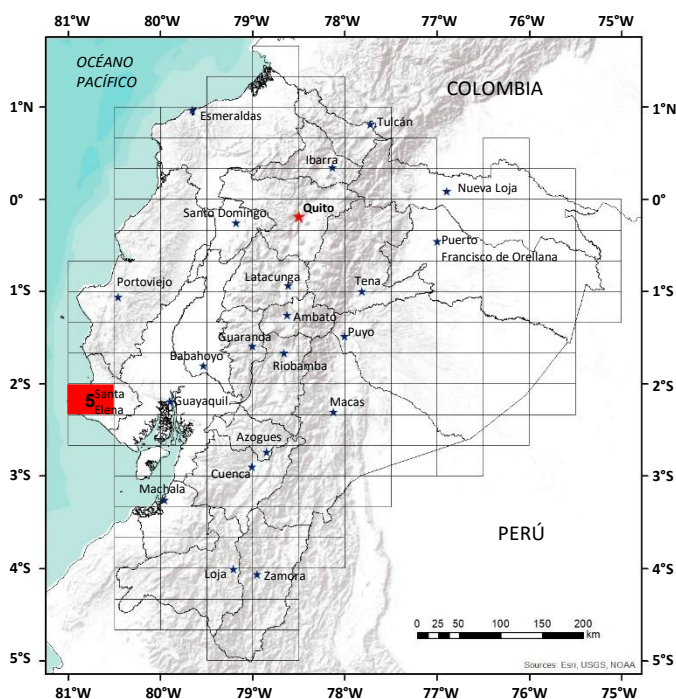 81°W 80°W 79°W 78°W 77°W 76°W 75°W
OCÉANO
PACÍFICO
COLOMBIA
1°N 1°N
Esmeraldas
Tulcán
Ibarra
Nueva Loja
0° 0°
Santo Domingo
Quito
Puerto
Francisco de Orellana
Latacunga
Tena
Portoviejo
1°S 1°S
Ambato
Guaranda
Puyo
Babahoyo
Riobamba
2°S 2°S
5 Santa
Elena
Guayaquil
Macas
Azogues
Cuenca
3°S 3°S
Machala
PERÚ
4°S 4°S
Loja
Zamora
0 25 50 100 150 200
km
5°S 5°S
Sources: Esri, USGS, NOAA
81°W 80°W 79°W 78°W 77°W 76°W 75°W